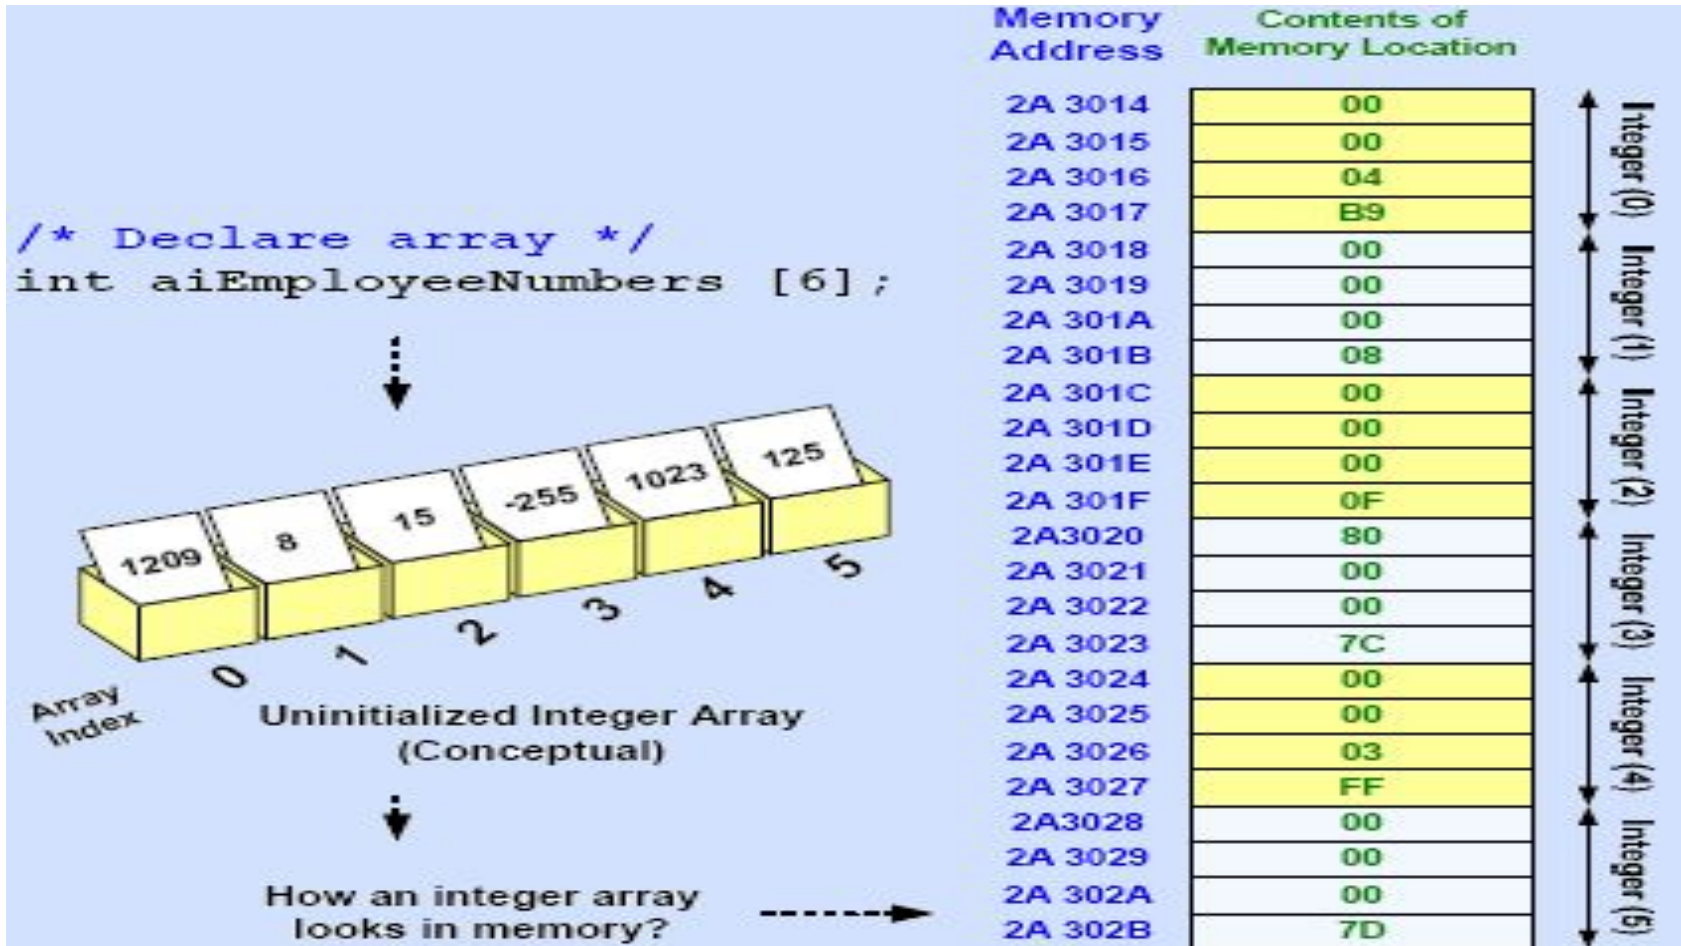 /* Declare array */
int aiEmployeeNumbers [6];
1209 8 15 -255 1023 125
0 1 2 3 4 5
Array
Index
Uninitialized Integer Array
(Conceptual)
How an integer array
looks in memory?
Memory
Address
Contents of
Memory Location
2A 3014 00
2A 3015 00
2A 3016 04
2A 3017 B9
2A 3018 00
2A 3019 00
2A 301A 00
2A 301B 08
2A 301C 00
2A 301D 00
2A 301E 00
2A 301F 0F
2A3020 80
2A 3021 00
2A 3022 00
2A 3023 7C
2A 3024 00
2A 3025 00
2A 3026 03
2A 3027 FF
2A3028 00
2A 3029 00
2A 302A 00
2A 302B 7D
Integer (0)
Integer (1)
Integer (2)
Integer (3)
Integer (4)
Integer (5)